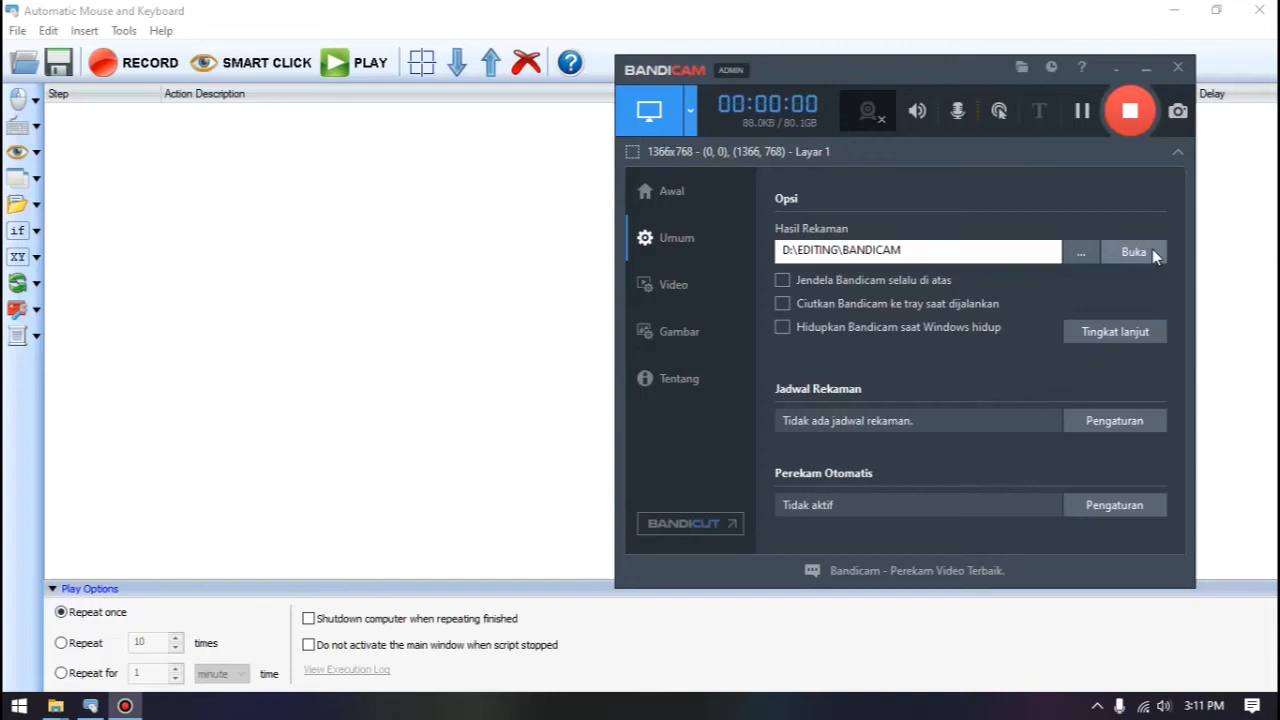 Automatic Mouse and Keyboard
File Edit Insert Tools Help
RECORD SMART CLICK PLAY
Step Action Description Delay
if
XY
BANDICAM ADMIN
00:00:00
88.0KB / 80.1GB
T
1366x768 - (0, 0), (1366, 768) - Layar 1
Awal
Umum
Video
Gambar
Tentang
BANDICUT
Opsi
Hasil Rekaman
D:\EDITING\BANDICAM ... Buka
Jendela Bandicam selalu di atas
Ciutkan Bandicam ke tray saat dijalankan
Hidupkan Bandicam saat Windows hidup
Tingkat lanjut
Jadwal Rekaman
Tidak ada jadwal rekaman. Pengaturan
Perekam Otomatis
Tidak aktif Pengaturan
Bandicam - Perekam Video Terbaik.
Play Options
Repeat once
Repeat 10 times
Repeat for 1 minute time
Shutdown computer when repeating finished
Do not activate the main window when script stopped
View Execution Log
3:11 PM